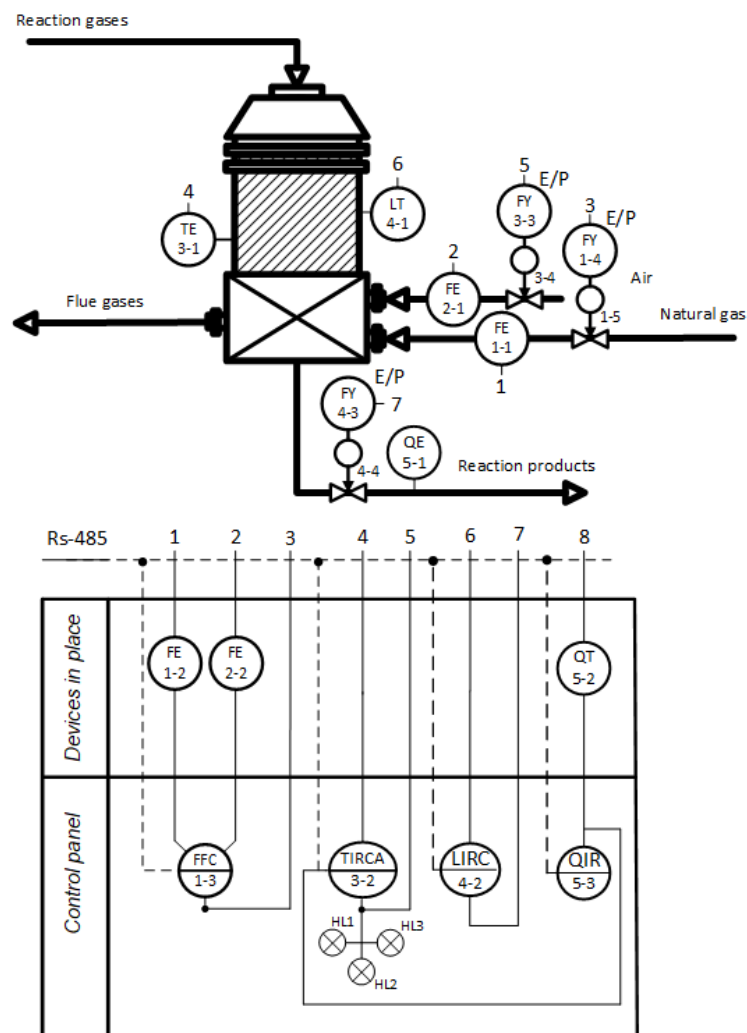 Reaction gases
6
5
E/P
4
LT
4-1
FY
3-3
3
E/P
TE
3-1
FY
1-4
2
3-4
Air
Flue gases
FE
2-1
1-5
Natural gas
FE
1-1
E/P
1
FY
4-3
7
QE
5-1
4-4
Reaction products
Rs-485
1
2
3
4
5
6
7
8
Devices in place
FE
1-2
FE
2-2
QT
5-2
Control panel
FFC
1-3
TIRCA
3-2
LIRC
4-2
QIR
5-3
HL1
HL3
HL2